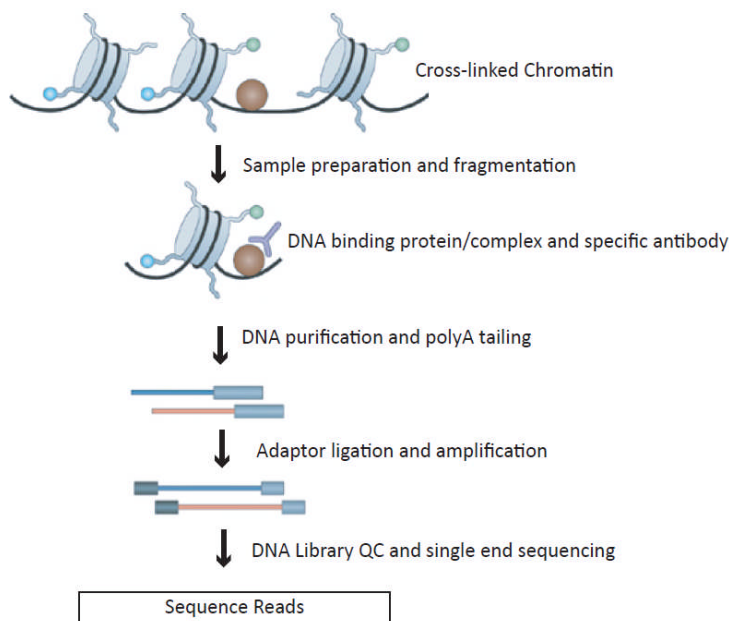 Cross-linked Chromatin
Sample preparation and fragmentation
DNA binding protein/complex and specific antibody
DNA purification and polyA tailing
Adaptor ligation and amplification
DNA Library QC and single end sequencing
Sequence Reads